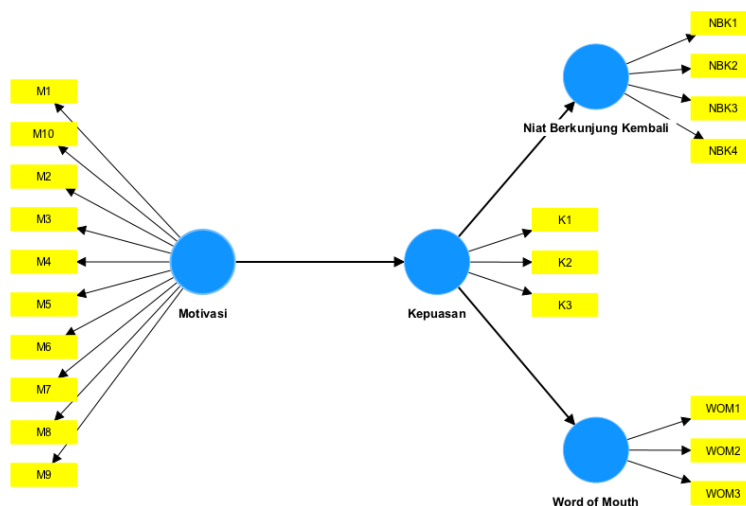 M1
M10
M2
M3
M4
M5
M6
M7
M8
M9
Motivasi
Kepuasan
K1
K2
K3
Niat Berkunjung Kembali
NBK1
NBK2
NBK3
NBK4
Word of Mouth
WOM1
WOM2
WOM3